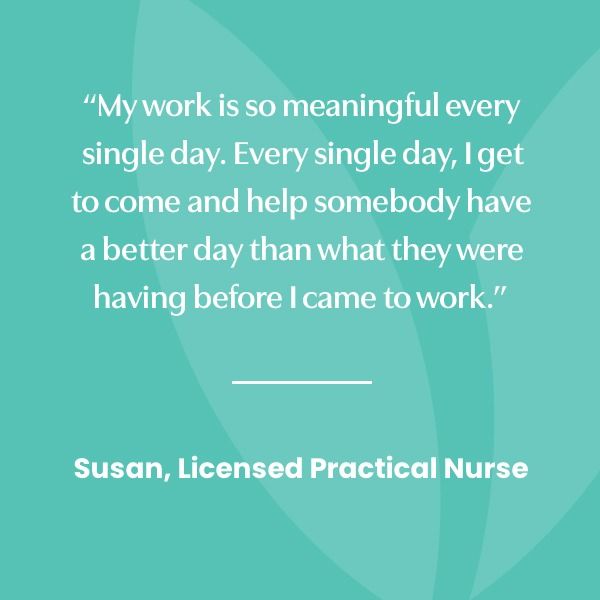 “My work is so meaningful every
single day. Every single day, I get
to come and help somebody have
a better day than what they were
having before I came to work.”
Susan, Licensed Practical Nurse